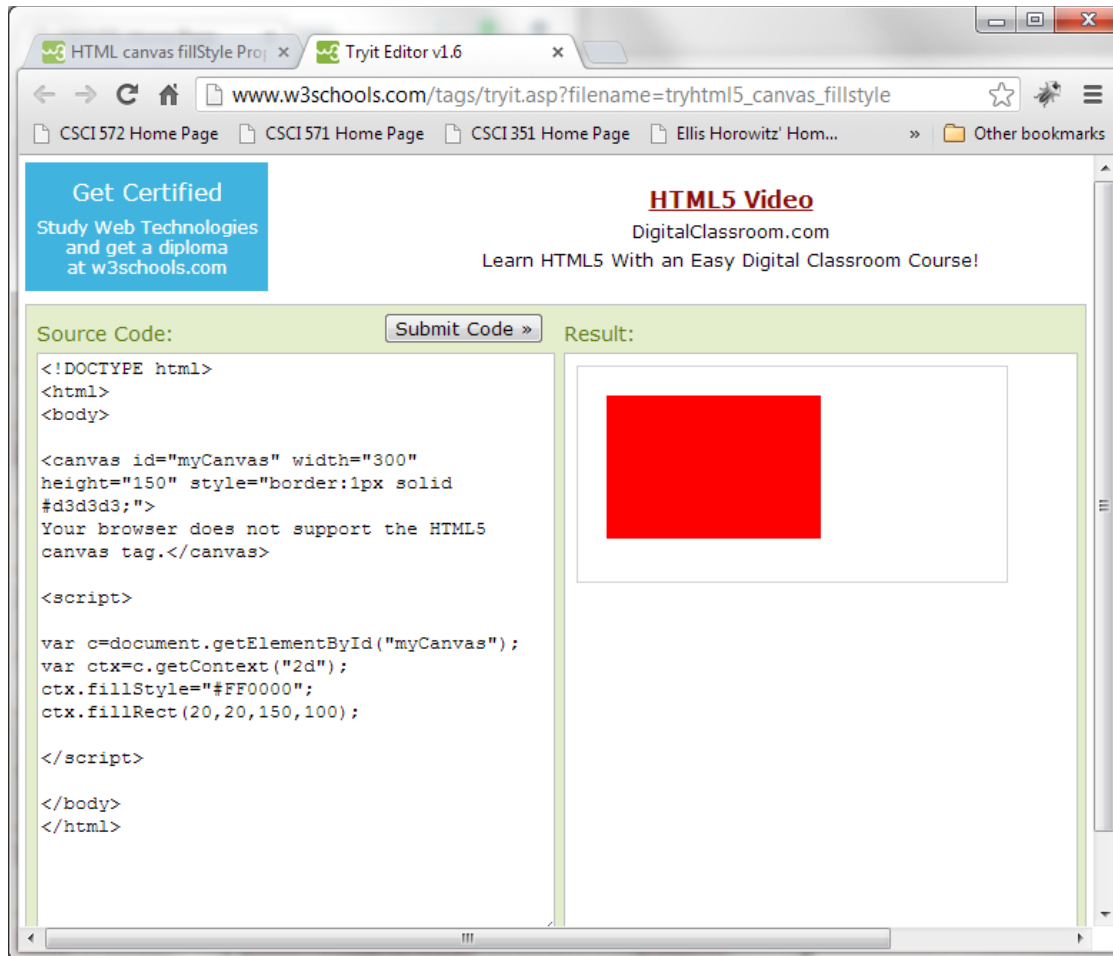 HTML canvas fillStyle Prop
Tryit Editor v1.6
www.w3schools.com/tags/tryit.asp?filename=tryhtml5_canvas_fillstyle
CSCI 572 Home Page CSCI 571 Home Page CSCI 351 Home Page Ellis Horowitz' Hom... » Other bookmarks
Get Certified
Study Web Technologies
and get a diploma
at w3schools.com
HTML5 Video
DigitalClassroom.com
Learn HTML5 With an Easy Digital Classroom Course!
Source Code:
Submit Code »
Result:
<!DOCTYPE html>
<html>
<body>
<canvas id="myCanvas" width="300"
height="150" style="border:1px solid
#d3d3d3;">
Your browser does not support the HTML5
canvas tag.</canvas>
<script>
var c=document.getElementById("myCanvas");
var ctx=c.getContext("2d");
ctx.fillStyle="#FF0000";
ctx.fillRect(20,20,150,100);
</script>
</body>
</html>